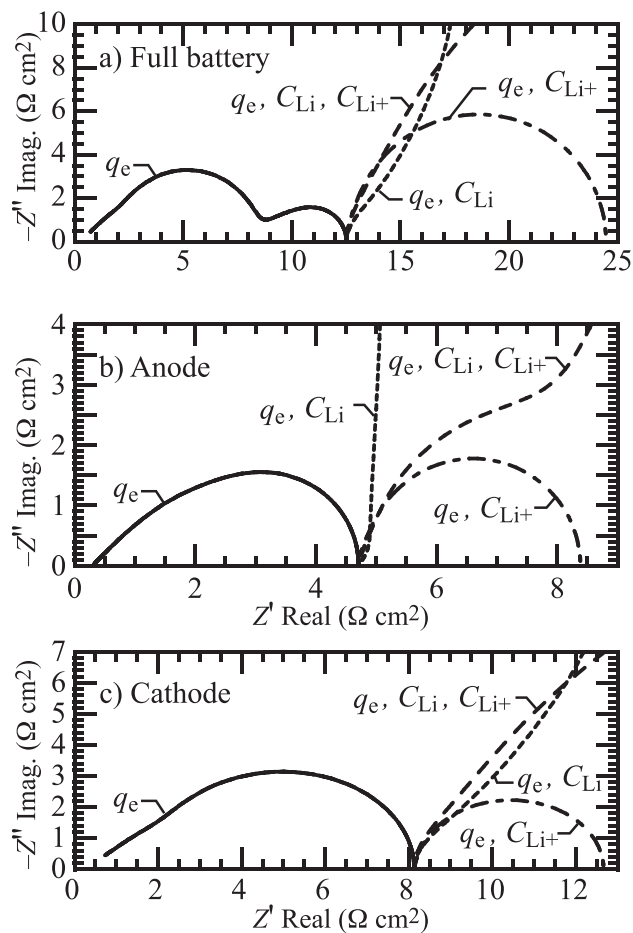 10
a) Full battery
8
qe, CLi, CLi+
qe, CLi+
6
qe
4
qe, CLi
2
0
0 5 10 15 20 25
−Z" Imag. (Ω cm2)
4
b) Anode
qe, CLi, CLi+
3
qe, CLi
2
qe
qe, CLi+
1
0
0 2 4 6 8
−Z" Imag. (Ω cm2)
Z' Real (Ω cm2)
7
c) Cathode
6
qe, CLi, CLi+
5
4
3
qe, CLi
qe
2
qe, CLi+
1
0
0 2 4 6 8 10 12
−Z" Imag. (Ω cm2)
Z' Real (Ω cm2)